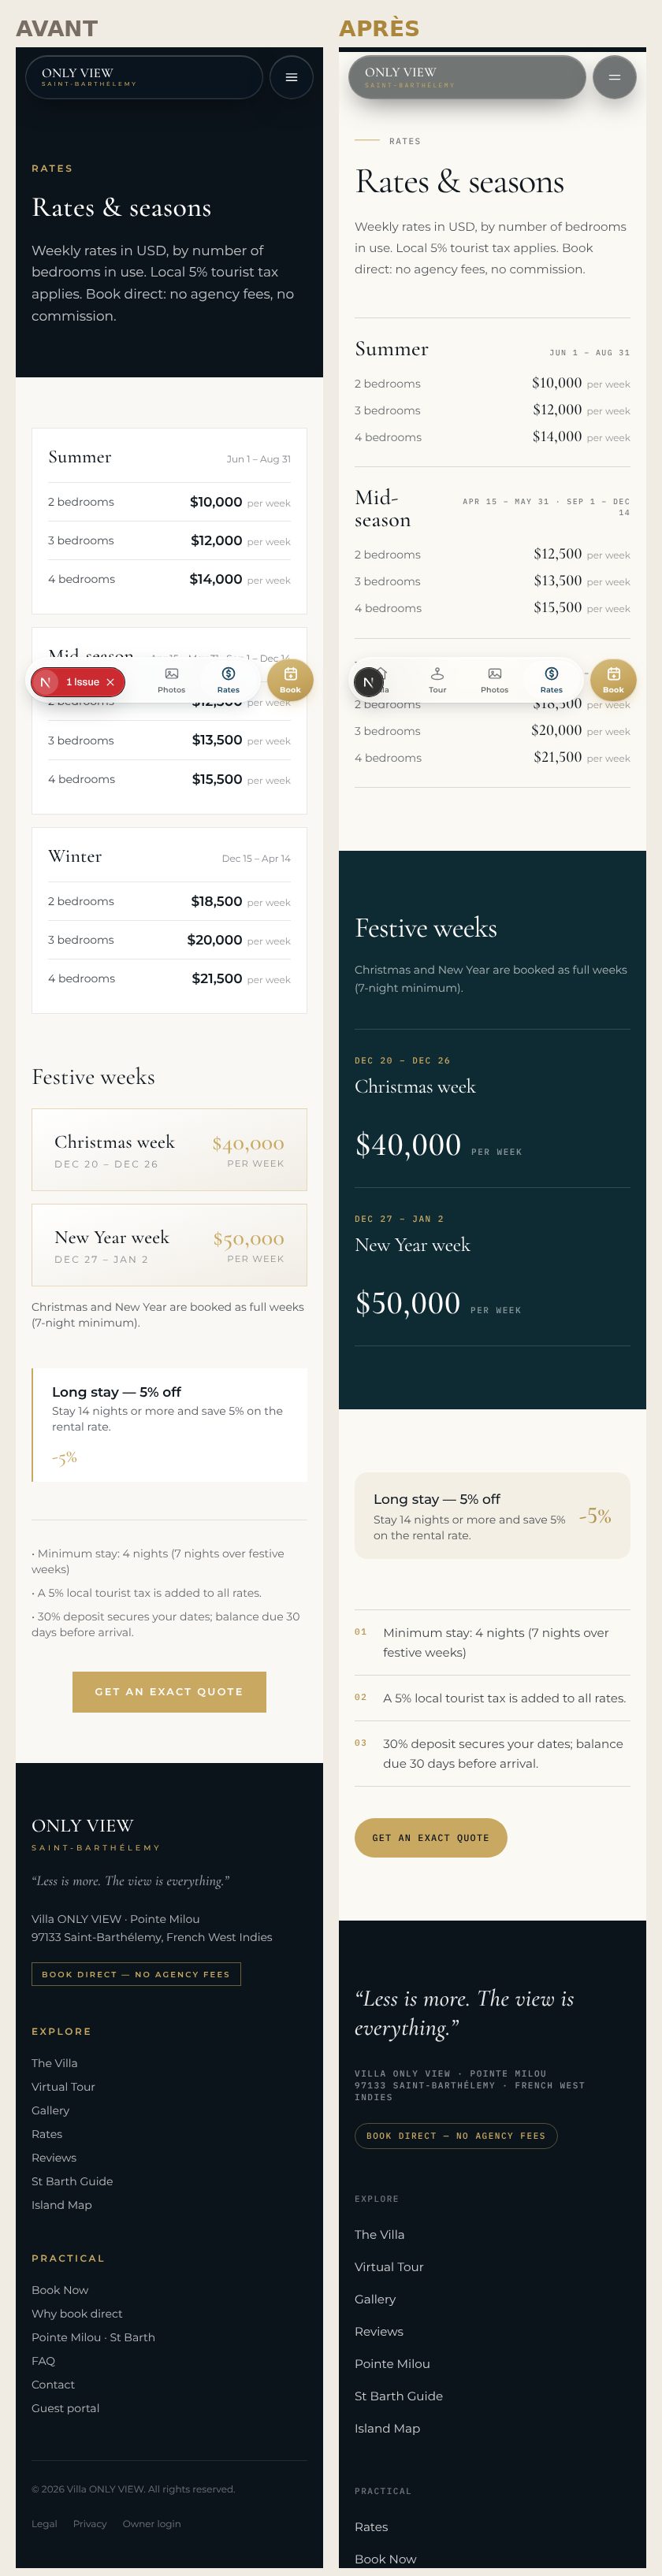 AVANT
ONLY VIEW
SAINT-BARTHÉLEMY
RATES
Rates & seasons
Weekly rates in USD, by number of
bedrooms in use. Local 5% tourist tax
applies. Book direct: no agency fees, no
commission.
Summer
Jun 1 – Aug 31
2 bedrooms $10,000 per week
3 bedrooms $12,000 per week
4 bedrooms $14,000 per week
Mid-season
N 1 Issue
Photos
Rates
Book
3 bedrooms $13,500 per week
4 bedrooms $15,500 per week
Winter
Dec 15 – Apr 14
2 bedrooms $18,500 per week
3 bedrooms $20,000 per week
4 bedrooms $21,500 per week
Festive weeks
Christmas week $40,000
DEC 20 – DEC 26 PER WEEK
New Year week $50,000
DEC 27 – JAN 2 PER WEEK
Christmas and New Year are booked as full weeks
(7-night minimum).
Long stay — 5% off
Stay 14 nights or more and save 5% on the
rental rate.
-5%
• Minimum stay: 4 nights (7 nights over festive
weeks)
• A 5% local tourist tax is added to all rates.
• 30% deposit secures your dates; balance due 30
days before arrival.
GET AN EXACT QUOTE
ONLY VIEW
SAINT-BARTHÉLEMY
“Less is more. The view is everything.”
Villa ONLY VIEW · Pointe Milou
97133 Saint-Barthélemy, French West Indies
BOOK DIRECT — NO AGENCY FEES
EXPLORE
The Villa
Virtual Tour
Gallery
Rates
Reviews
St Barth Guide
Island Map
PRACTICAL
Book Now
Why book direct
Pointe Milou · St Barth
FAQ
Contact
Guest portal
© 2026 Villa ONLY VIEW. All rights reserved.
Legal Privacy Owner login
APRÈS
ONLY VIEW
SAINT-BARTHÉLEMY
RATES
Rates & seasons
Weekly rates in USD, by number of bedrooms
in use. Local 5% tourist tax applies. Book
direct: no agency fees, no commission.
Summer
JUN 1 – AUG 31
2 bedrooms $10,000 per week
3 bedrooms $12,000 per week
4 bedrooms $14,000 per week
Mid-
season
APR 15 – MAY 31 · SEP 1 – DEC
14
2 bedrooms $12,500 per week
3 bedrooms $13,500 per week
4 bedrooms $15,500 per week
N
Tour
Photos
Rates
Book
2 bedrooms $18,500 per week
3 bedrooms $20,000 per week
4 bedrooms $21,500 per week
Festive weeks
Christmas and New Year are booked as full weeks
(7-night minimum).
DEC 20 – DEC 26
Christmas week
$40,000 PER WEEK
DEC 27 – JAN 2
New Year week
$50,000 PER WEEK
Long stay — 5% off
Stay 14 nights or more and save 5%
on the rental rate.
-5%
01 Minimum stay: 4 nights (7 nights over
festive weeks)
02 A 5% local tourist tax is added to all rates.
03 30% deposit secures your dates; balance
due 30 days before arrival.
GET AN EXACT QUOTE
“Less is more. The view is
everything.”
VILLA ONLY VIEW · POINTE MILOU
97133 SAINT-BARTHÉLEMY · FRENCH WEST
INDIES
BOOK DIRECT — NO AGENCY FEES
EXPLORE
The Villa
Virtual Tour
Gallery
Reviews
Pointe Milou
St Barth Guide
Island Map
PRACTICAL
Rates
Book Now